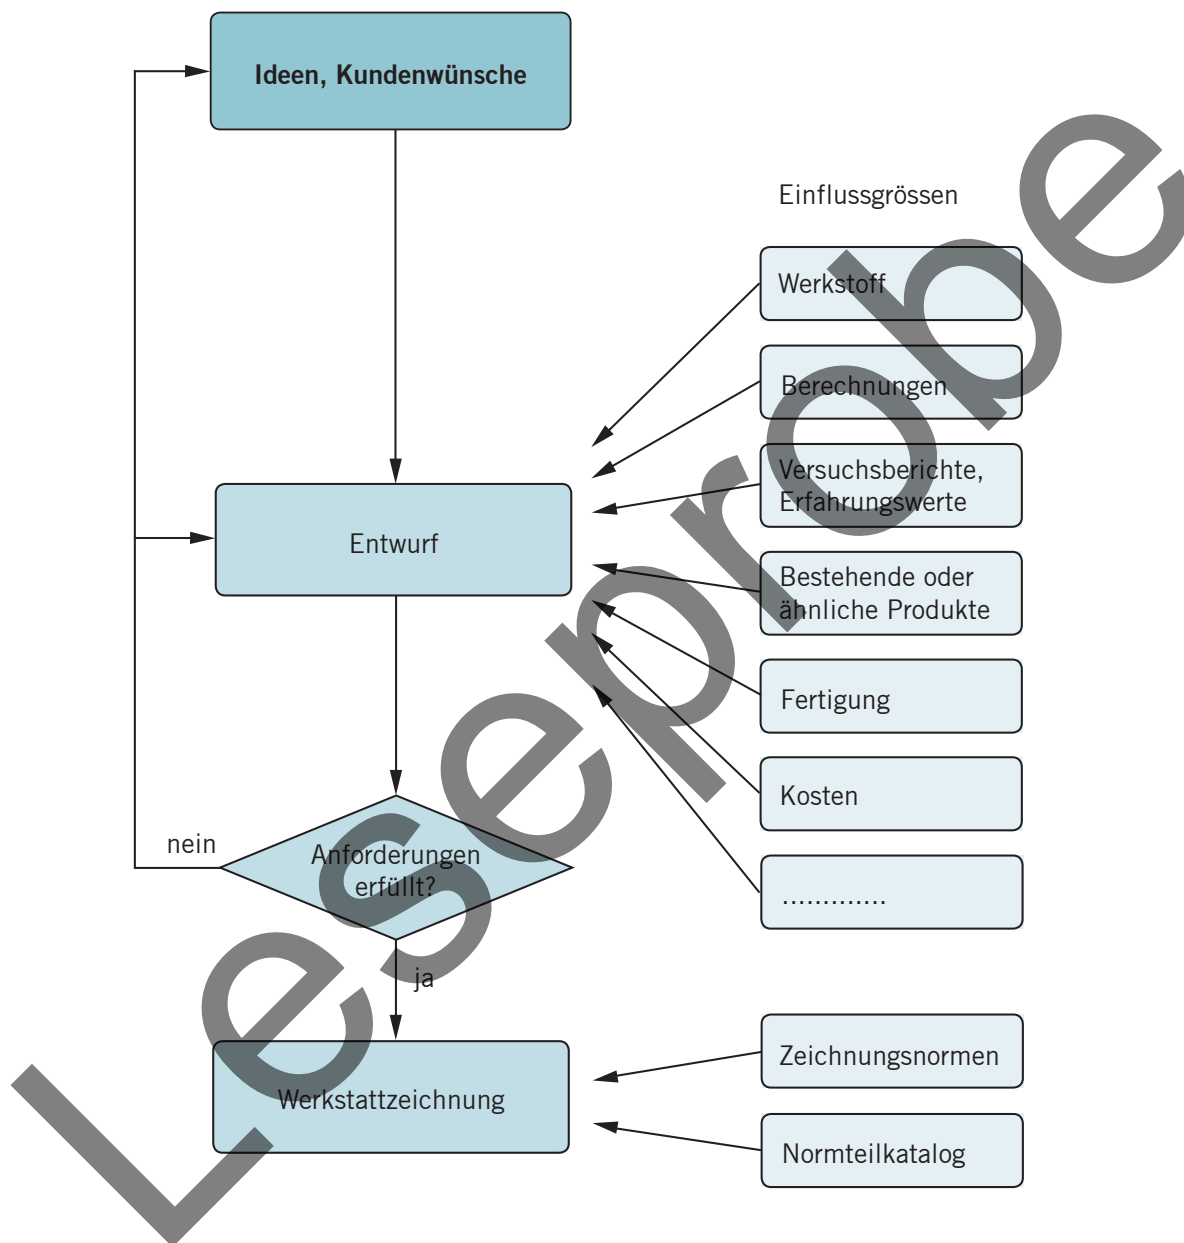 Ideen, Kundenwünsche
Einflussgrössen
Werkstoff
Berechnungen
Versuchsberichte,
Erfahrungswerte
Entwurf
Bestehende oder
ähnliche Produkte
Fertigung
Kosten
nein
Anforderungen
erfüllt?
.............
ja
Zeichnungsnormen
Werkstattzeichnung
Normteilkatalog
Leseprobe